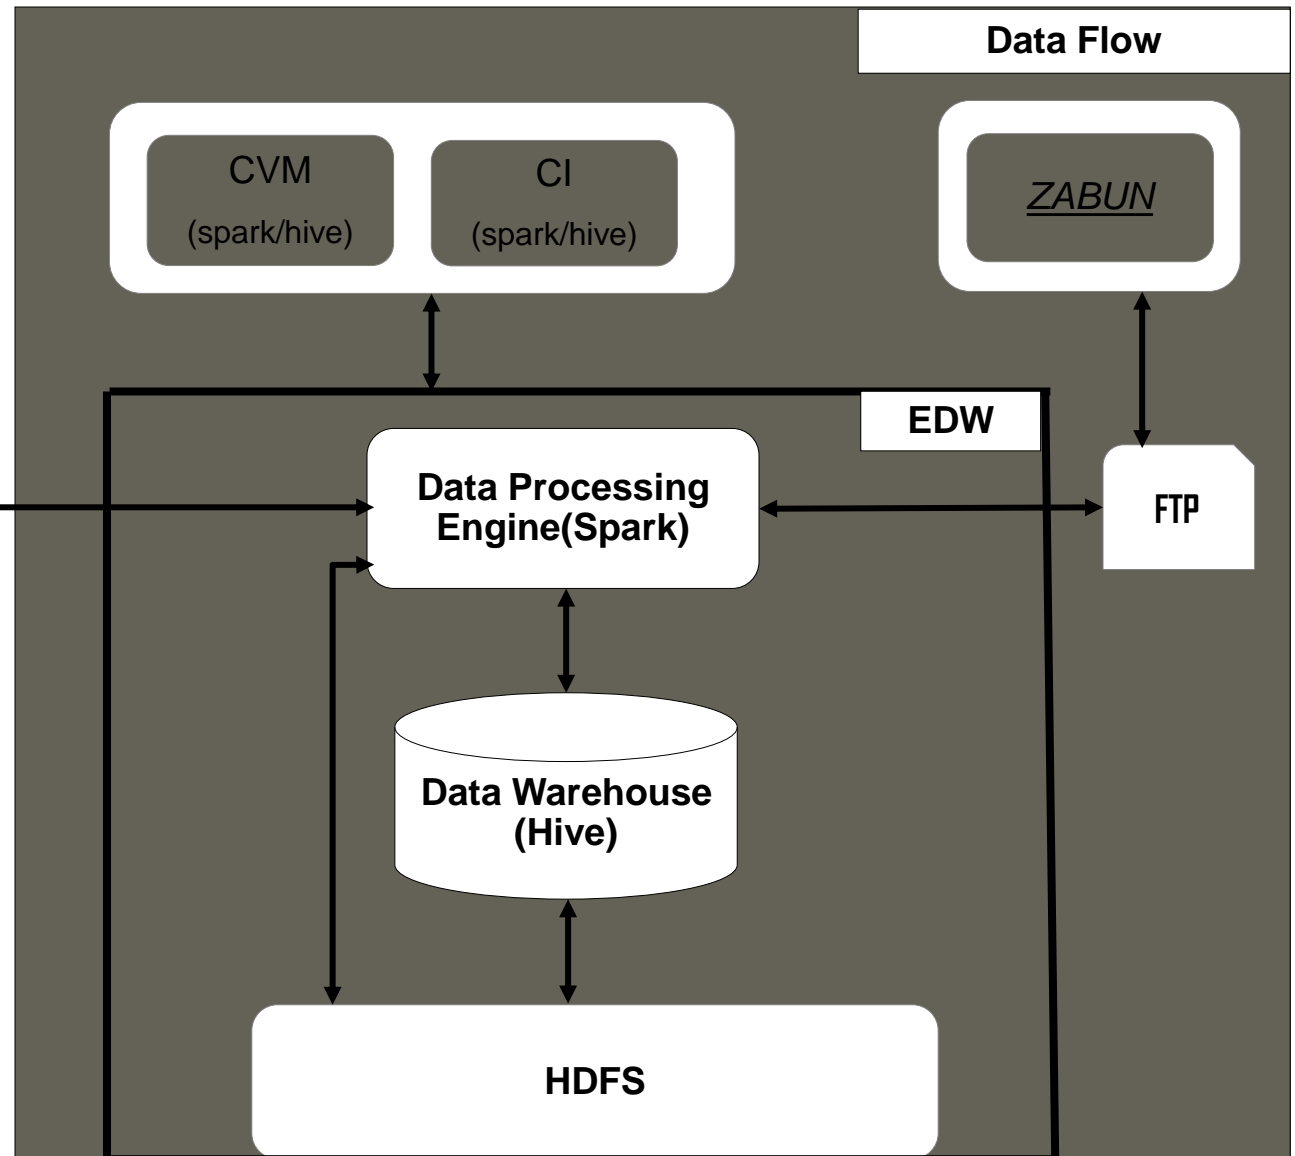 Data Flow
CVM
(spark/hive)
CI
(spark/hive)
ZABUN
EDW
Data Processing
Engine(Spark)
FTP
Data Warehouse
(Hive)
HDFS